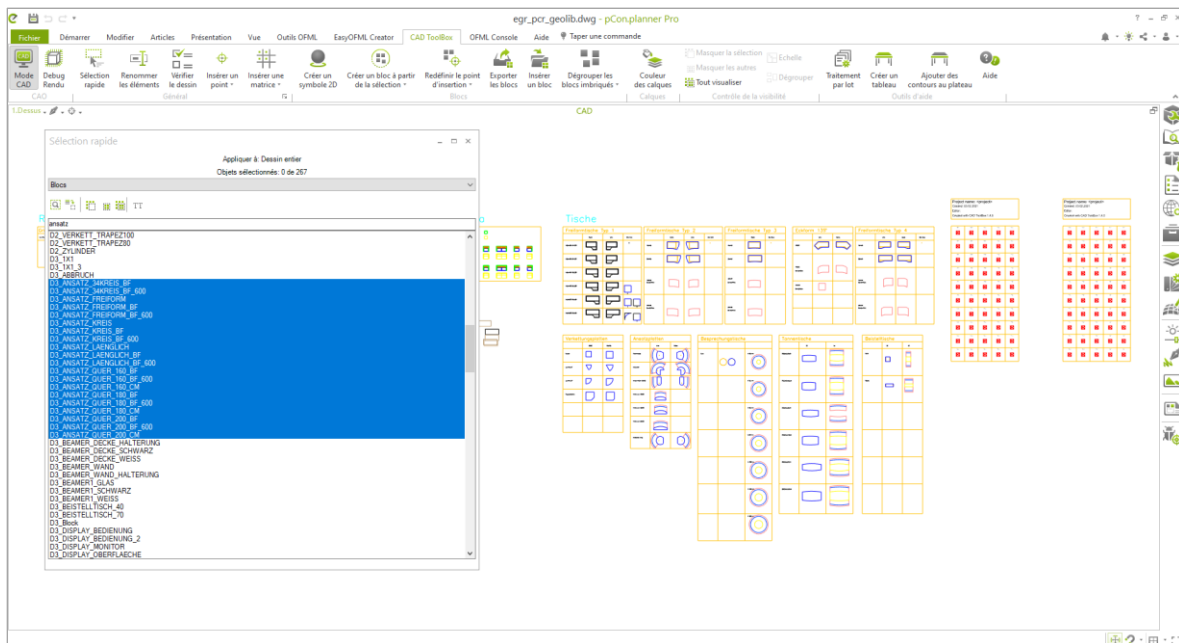 egr_pcr_geolib.dwg - pCon.planner Pro
Fichier Démarrer Modifier Articles Présentation Vue Outils OFML EasyOFML Creator CAD ToolBox OFML Console Aide Taper une commande
Mode CAD
Debug Rendu
Sélection rapide
Renommer les éléments
Vérifier le dessin
Insérer un point
Insérer une matrice
Créer un symbole 2D
Créer un bloc à partir de la sélection
Redéfinir le point d'insertion
Exporter les blocs
Insérer un bloc
Dégrouper les blocs imbriqués
Couleur des calques
Masquer la sélection
Masquer les autres
Tout visualiser
Echelle
Dégrouper
Traitement par lot
Créer un tableau
Ajouter des contours au plateau
Aide
CAO Général Blocs Calques Contrôle de la visibilité Outils d'aide
1.Dessus
CAD
Sélection rapide
Appliquer à: Dessin entier
Objets sélectionnés: 0 de 267
Blocs
TT
ansatz
D2_VERKETT_TRAPEZ100
D2_VERKETT_TRAPEZ80
D2_ZYLINDER
D3_1X1
D3_1X1_3
D3_ABBRUCH
D3_ANSATZ_34KREIS_BF
D3_ANSATZ_34KREIS_BF_600
D3_ANSATZ_FREIFORM
D3_ANSATZ_FREIFORM_BF
D3_ANSATZ_FREIFORM_BF_600
D3_ANSATZ_KREIS
D3_ANSATZ_KREIS_BF
D3_ANSATZ_KREIS_BF_600
D3_ANSATZ_LAENGLICH
D3_ANSATZ_LAENGLICH_BF
D3_ANSATZ_LAENGLICH_BF_600
D3_ANSATZ_QUER_160_BF
D3_ANSATZ_QUER_160_BF_600
D3_ANSATZ_QUER_160_CM
D3_ANSATZ_QUER_180_BF
D3_ANSATZ_QUER_180_BF_600
D3_ANSATZ_QUER_180_CM
D3_ANSATZ_QUER_200_BF
D3_ANSATZ_QUER_200_BF_600
D3_ANSATZ_QUER_200_CM
D3_BEAMER_DECKE_HALTERUNG
D3_BEAMER_DECKE_SCHWARZ
D3_BEAMER_DECKE_WEISS
D3_BEAMER_WAND
D3_BEAMER_WAND_HALTERUNG
D3_BEAMER1_GLAS
D3_BEAMER1_SCHWARZ
D3_BEAMER1_WEISS
D3_BEISTELLTISCH_40
D3_BEISTELLTISCH_70
D3_Block
D3_DISPLAY_BEDIENUNG
D3_DISPLAY_BEDIENUNG_2
D3_DISPLAY_MONITOR
D3_DISPLAY_OBERFLAECHE
Tische